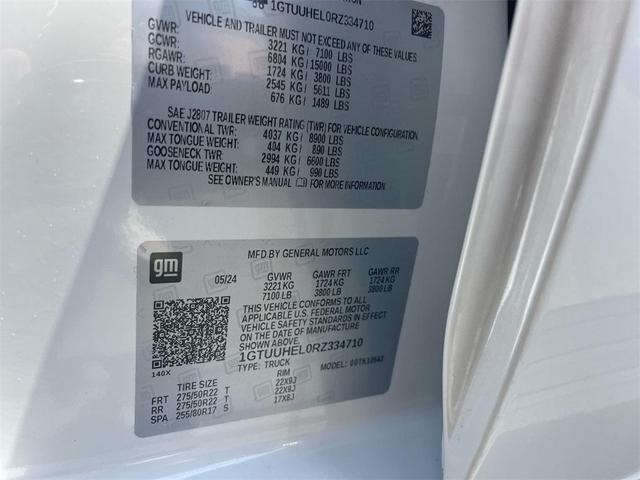 1GTUUHEL0RZ334710
VEHICLE AND TRAILER MUST NOT EXCEED ANY OF THESE VALUES
GVWR: 3221 KG/ 7100 LBS
GCWR: 6804 KG/ 15000 LBS
RGAWR: 1724 KG/ 3800 LBS
CURB WEIGHT: 2545 KG/ 5611 LBS
MAX PAYLOAD: 676 KG/ 1489 LBS
SAE J2807 TRAILER WEIGHT RATING (TWR) FOR VEHICLE CONFIGURATION
CONVENTIONAL TWR: 4037 KG/ 8900 LBS
MAX TONGUE WEIGHT: 404 KG/ 890 LBS
GOOSENECK TWR 2994 KG/ 6600 LBS
MAX TONGUE WEIGHT: 449 KG/ 990 LBS
SEE OWNER'S MANUAL FOR MORE INFORMATION
gm
MFD BY GENERAL MOTORS LLC
05/24 GVWR GAWR FRT GAWR RR
3221 KG 1724 KG 1724 KG
7100 LB 3800 LB 3800 LB
THIS VEHICLE CONFORMS TO ALL
APPLICABLE U.S. FEDERAL MOTOR
VEHICLE SAFETY STANDARDS IN EFFECT
ON THE DATE OF MANUFACTURE
SHOWN ABOVE.
1GTUUHEL0RZ334710
140X TYPE: TRUCK MODEL:
TIRE SIZE RIM
FRT 275/50R22 T 22X9J
RR 275/50R22 T 22X9J
SPA 255/80R17 S 17X8J